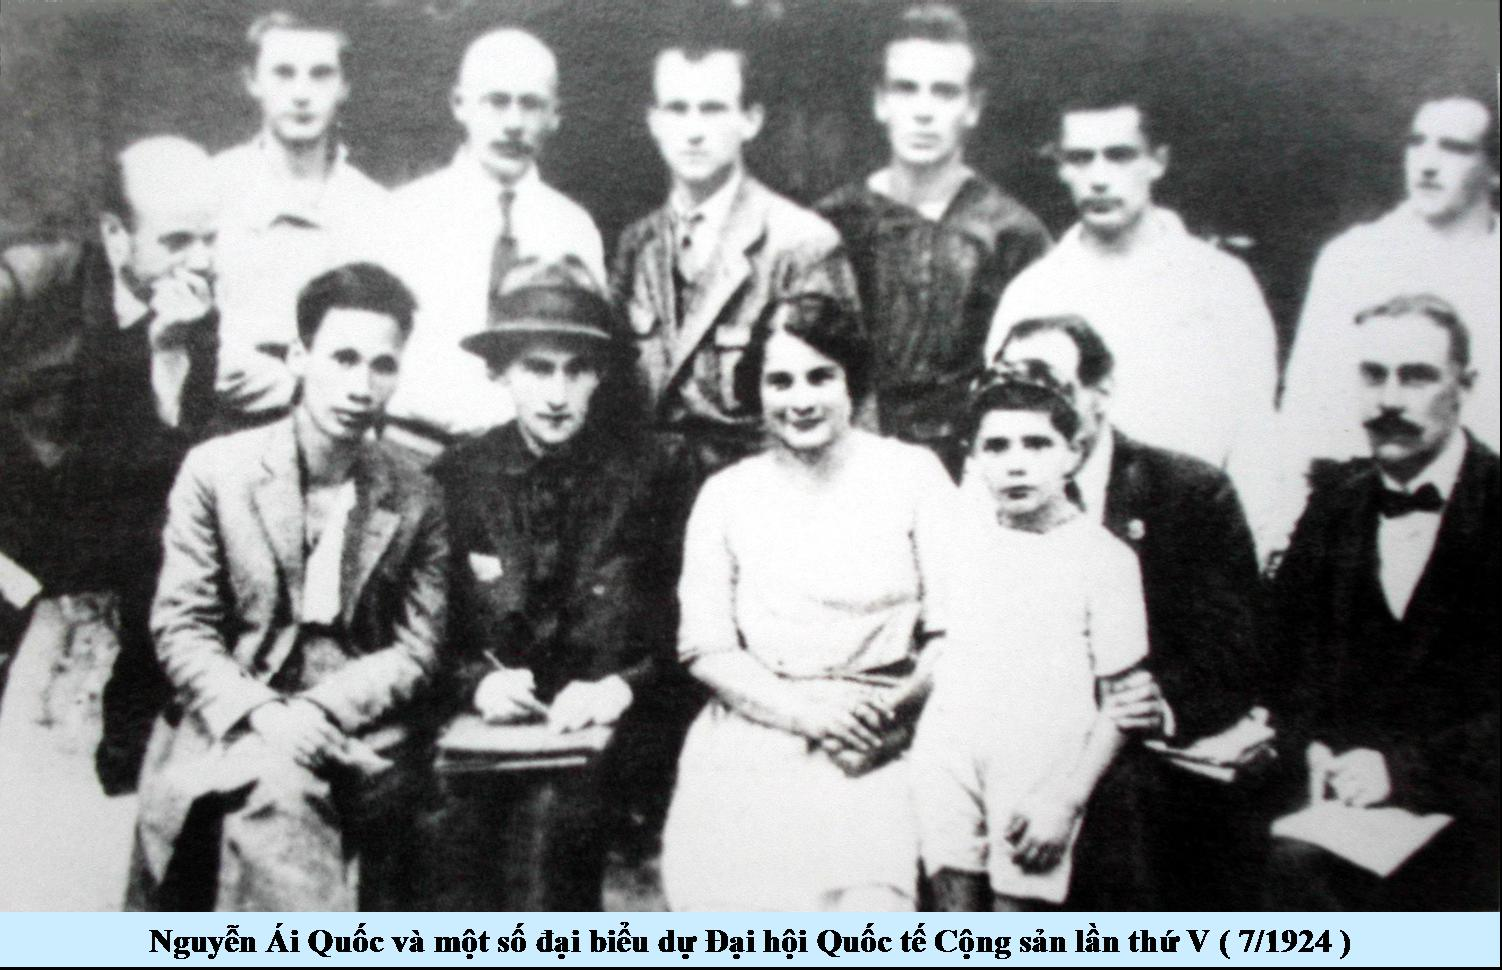 Nguyễn Ái Quốc và một số đại biểu dự Đại hội Quốc tế Cộng sản lần thứ V ( 7/1924 )